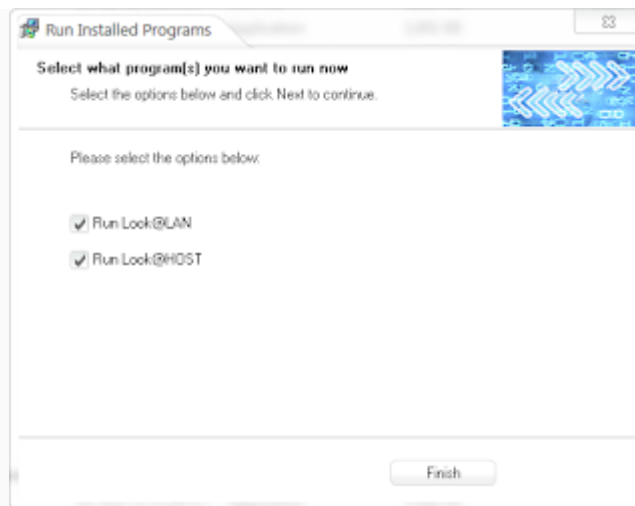 Run Installed Programs
Select what program(s) you want to run now
Select the options below and click Next to continue.
Please select the options below:
Run Look@LAN
Run Look@HOST
Finish